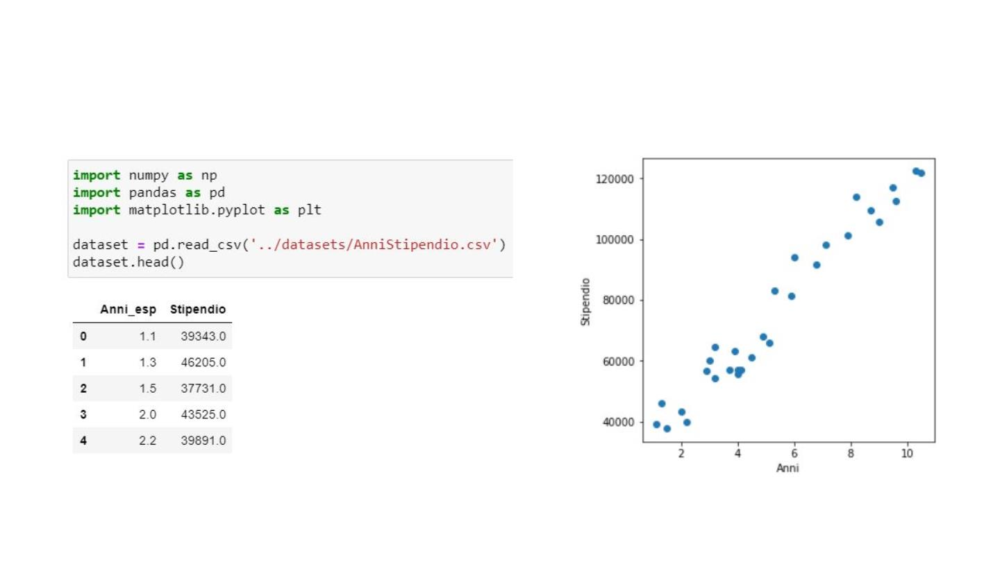 import numpy as np
import pandas as pd
import matplotlib.pyplot as plt
dataset = pd.read_csv('../datasets/AnniStipendio.csv')
dataset.head()
Anni_esp Stipendio
0 1.1 39343.0
1 1.3 46205.0
2 1.5 37731.0
3 2.0 43525.0
4 2.2 39891.0
120000
100000
80000
60000
40000
Stipendio
2 4 6 8 10
Anni